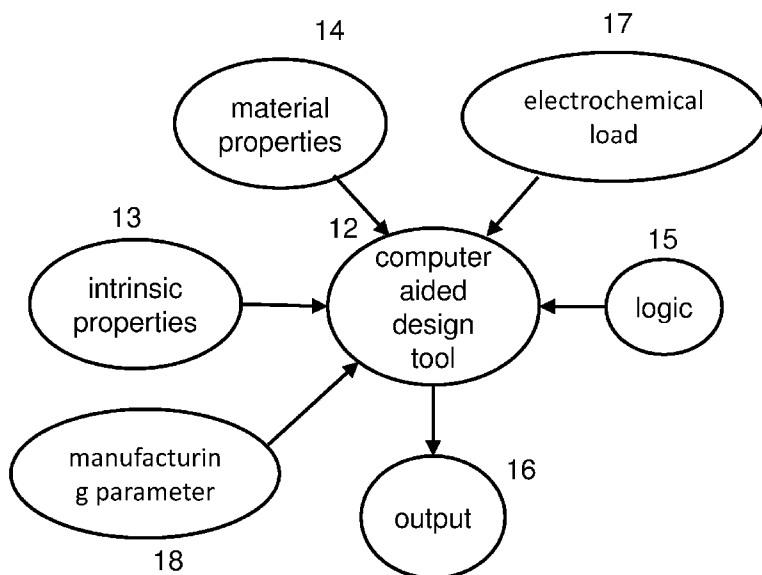 14
material
properties
17
electrochemical
load
13
intrinsic
properties
12
computer
aided
design
tool
15
logic
manufacturin
g parameter
18
16
output